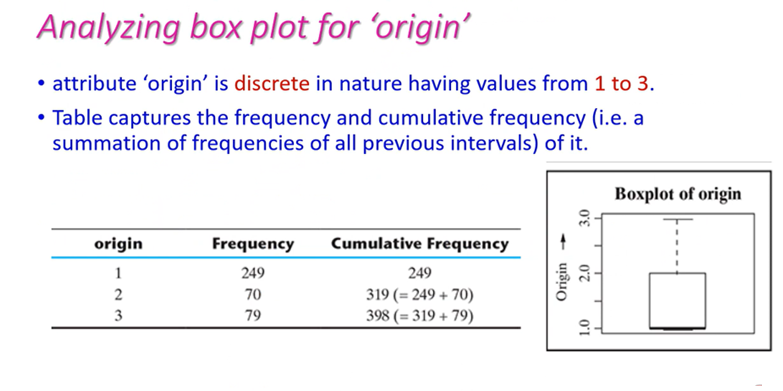 Analyzing box plot for ‘origin’
• attribute ‘origin’ is discrete in nature having values from 1 to 3.
• Table captures the frequency and cumulative frequency (i.e. a
summation of frequencies of all previous intervals) of it.
origin Frequency Cumulative Frequency
1 249 249
2 70 319 (= 249 + 70)
3 79 398 (= 319 + 79)
Boxplot of origin
Origin
3.0
2.0
1.0